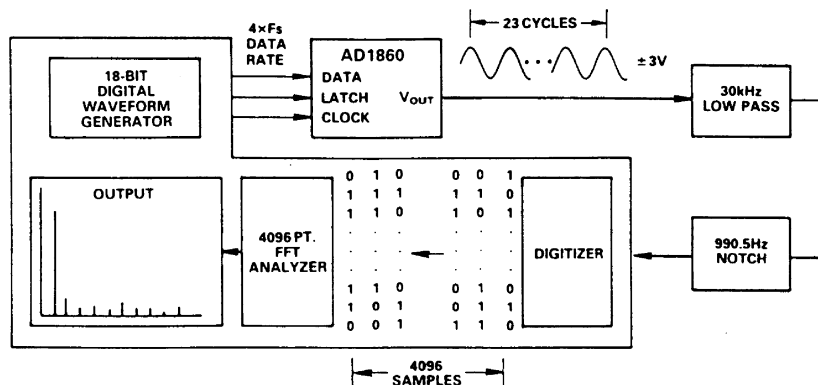 18-BIT
DIGITAL
WAVEFORM
GENERATOR
4×Fs
DATA
RATE
AD1860
DATA
LATCH
CLOCK
VOUT
23 CYCLES
± 3V
30kHz
LOW PASS
OUTPUT
4096 PT.
FFT
ANALYZER
0 1 0 0 0 1
1 1 1 1 1 0
1 1 0 1 0 1
. . . . . .
. . . . . .
. . . . . .
1 1 0 0 1 0
1 0 1 0 1 1
0 0 1 1 1 0
DIGITIZER
990.5Hz
NOTCH
4096
SAMPLES